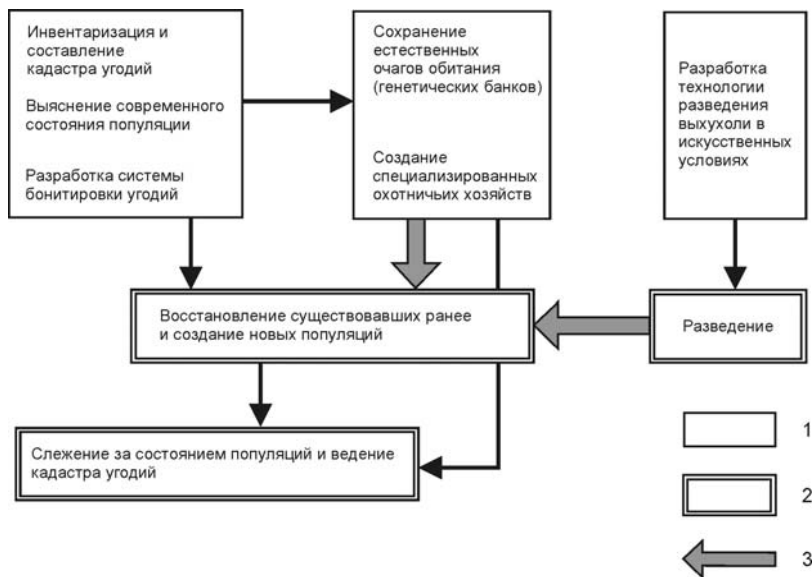 Инвентаризация и
составление
кадастра угодий
Выяснение современного
состояния популяции
Разработка системы
бонитировки угодий
Сохранение
естественных
очагов обитания
(генетических банков)
Создание
специализированных
охотничьих хозяйств
Разработка
технологии
разведения
выхухоли в
искусственных
условиях
Восстановление существовавших ранее
и создание новых популяций
Разведение
Слежение за состоянием популяций и ведение
кадастра угодий
1
2
3